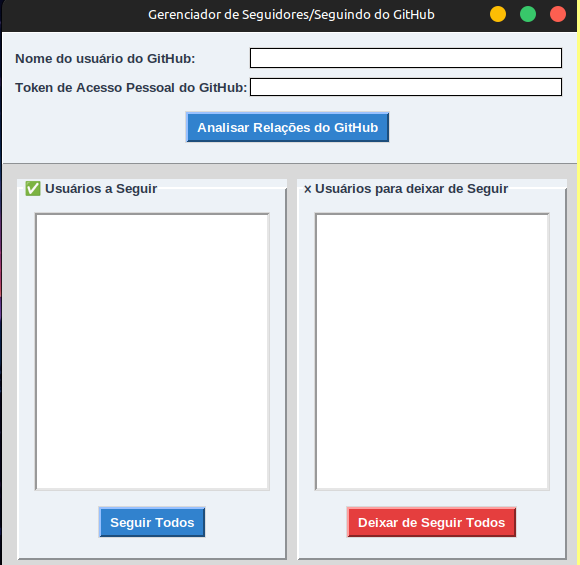 Gerenciador de Seguidores/Seguindo do GitHub
Nome do usuário do GitHub:
Token de Acesso Pessoal do GitHub:
Analisar Relações do GitHub
✅ Usuários a Seguir
x Usuários para deixar de Seguir
Seguir Todos
Deixar de Seguir Todos